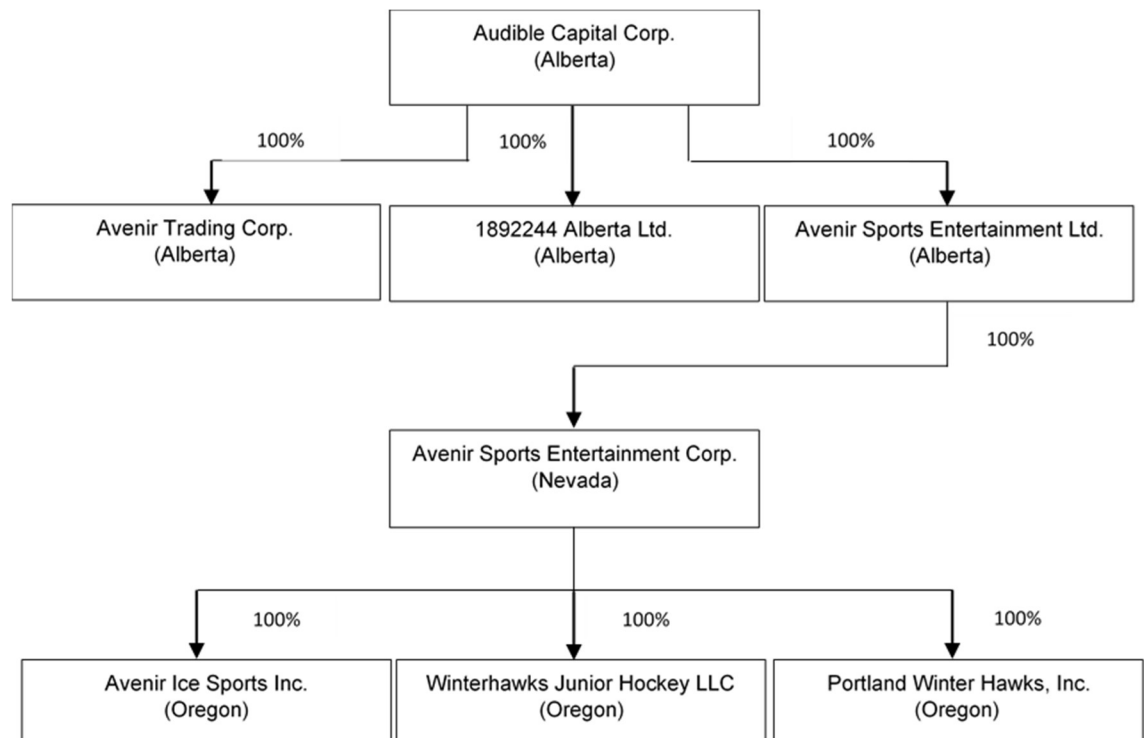 Audible Capital Corp.
(Alberta)
100%
100%
100%
Avenir Trading Corp.
(Alberta)
1892244 Alberta Ltd.
(Alberta)
Avenir Sports Entertainment Ltd.
(Alberta)
100%
Avenir Sports Entertainment Corp.
(Nevada)
100%
100%
100%
Avenir Ice Sports Inc.
(Oregon)
Winterhawks Junior Hockey LLC
(Oregon)
Portland Winter Hawks, Inc.
(Oregon)